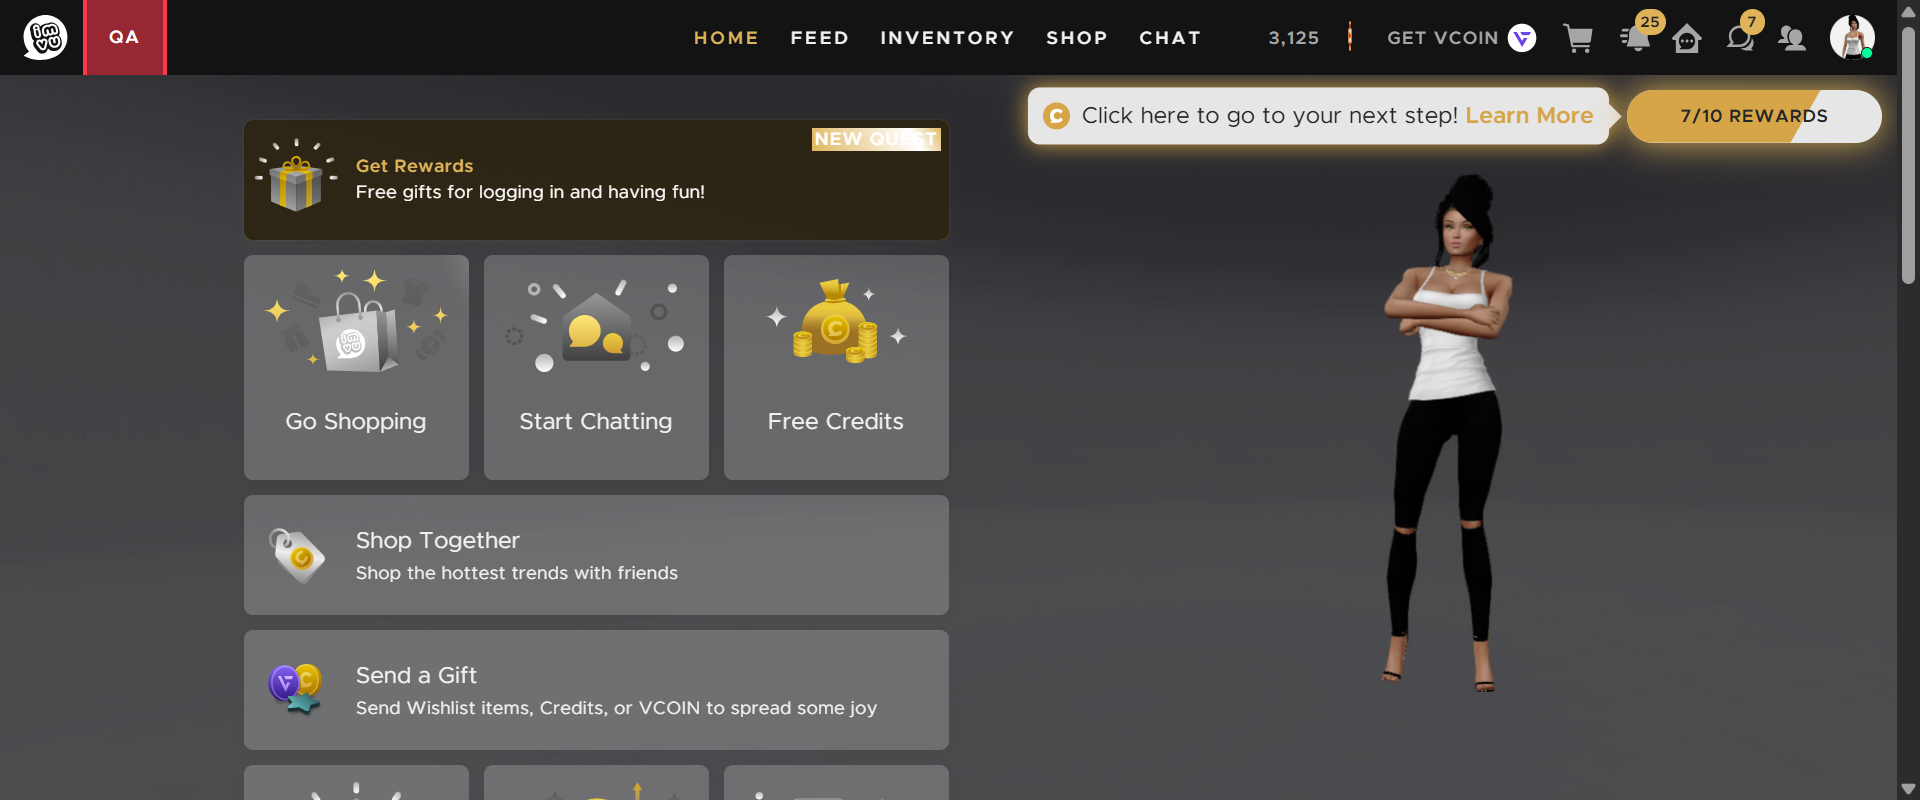 imvu
QA
HOME FEED INVENTORY SHOP CHAT 3,125 GET VCOIN 25 7
Click here to go to your next step! Learn More
7/10 REWARDS
NEW QUEST
Get Rewards
Free gifts for logging in and having fun!
Go Shopping
Start Chatting
Free Credits
Shop Together
Shop the hottest trends with friends
Send a Gift
Send Wishlist items, Credits, or VCOIN to spread some joy